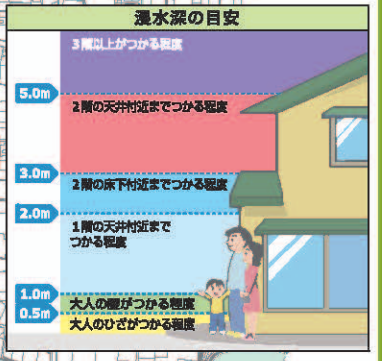 浸水深の目安
3階以上がつかる程度
5.0m
2階の天井付近までつかる程度
3.0m
2階の床下付近までつかる程度
2.0m
1階の天井付近まで
つかる程度
1.0m
大人の腰がつかる程度
0.5m
大人のひざがつかる程度